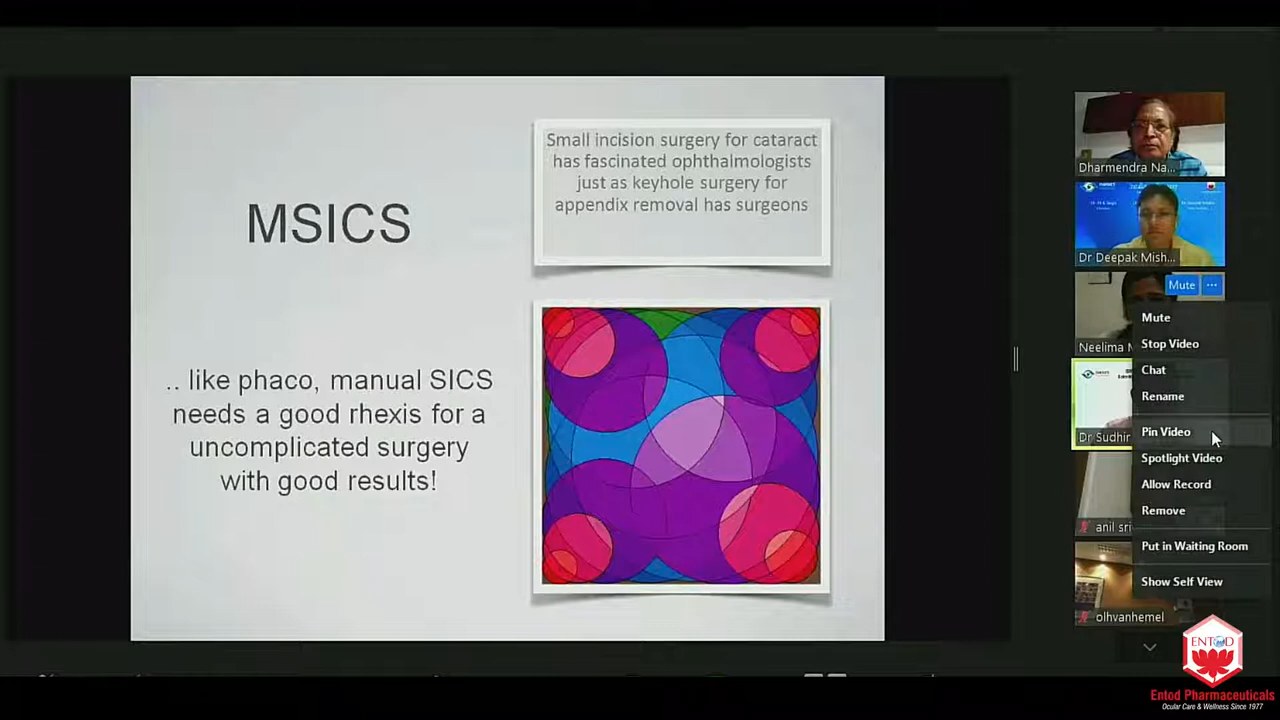 MSICS
.. like phaco, manual SICS
needs a good rhexis for a
uncomplicated surgery
with good results!
Small incision surgery for cataract
has fascinated ophthalmologists
just as keyhole surgery for
appendix removal has surgeons
Dharmendra Na...
Dr Deepak Mish...
Mute
...
Neelima M
Dr Sudhir
anil sri
olhvanhemel
Mute
Stop Video
Chat
Rename
Pin Video
Spotlight Video
Allow Record
Remove
Put in Waiting Room
Show Self View
ENTOD
Entod Pharmaceuticals
Ocular Care & Wellness Since 1977